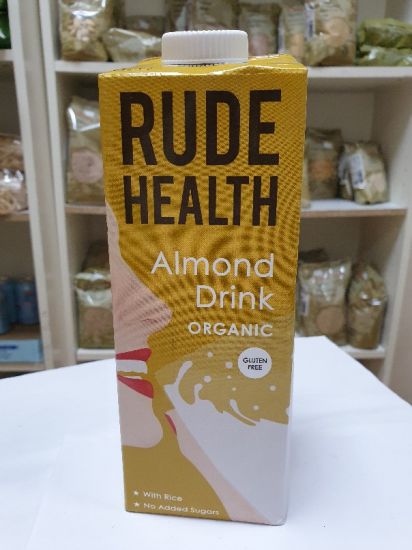 RUDE
HEALTH
Almond
Drink
ORGANIC
GLUTEN
FREE
★ With Rice
★ No Added Sugars